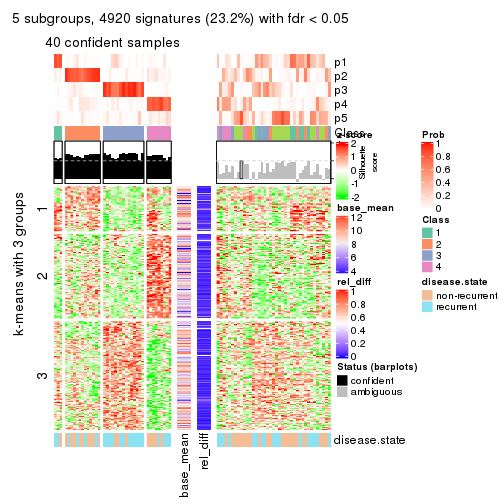 5 subgroups, 4920 signatures (23.2%) with fdr < 0.05
40 confident samples
p1
p2
p3
p4
p5
Class
k-means with 3 groups
1
2
3
base_mean
rel_diff
disease.state
z-score
2
1
0
-1
-2
Silhouette
score
base_mean
12
10
8
6
4
rel_diff
1
0.8
0.6
0.4
0.2
0
Status (barplots)
confident
ambiguous
Prob
1
0.8
0.6
0.4
0.2
0
Class
1
2
3
4
disease.state
non-recurrent
recurrent